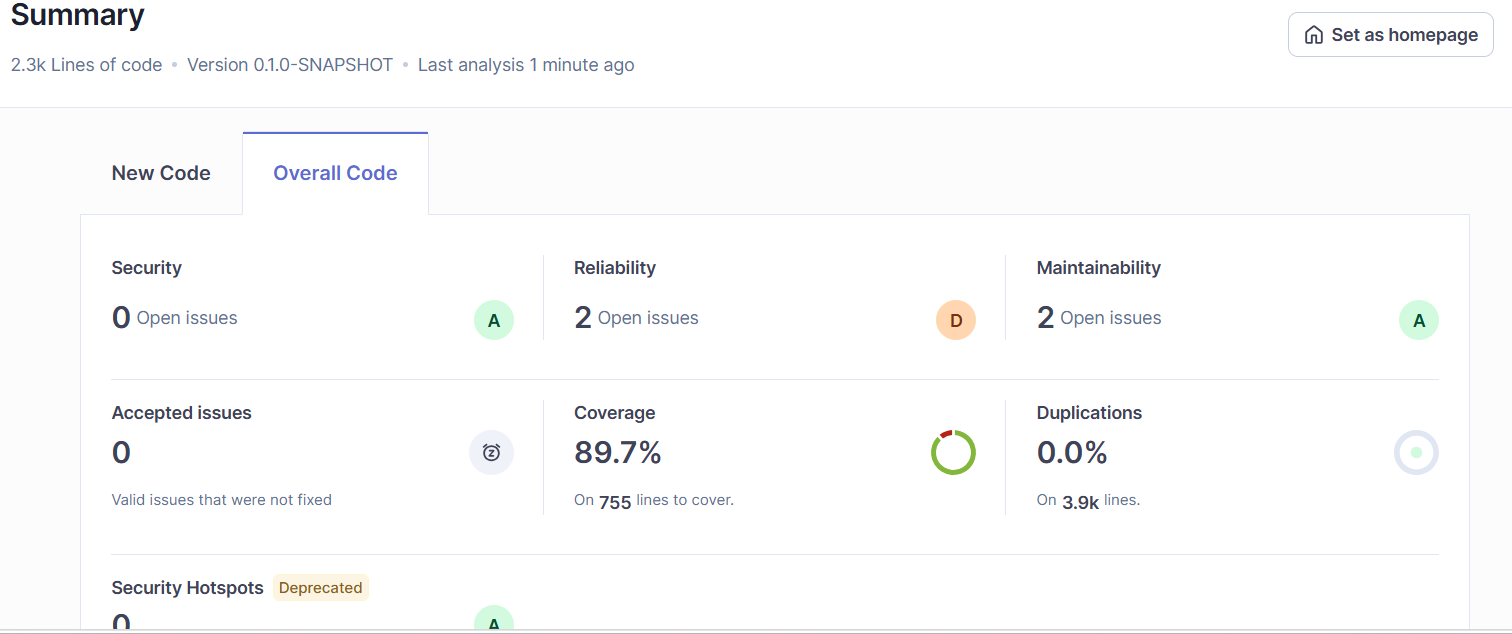 Summary
Set as homepage
2.3k Lines of code • Version 0.1.0-SNAPSHOT • Last analysis 1 minute ago
New Code
Overall Code
Security
Reliability
Maintainability
0 Open issues
A
2 Open issues
D
2 Open issues
A
Accepted issues
Coverage
Duplications
0
z
89.7%
0.0%
Valid issues that were not fixed
On 755 lines to cover.
On 3.9k lines.
Security Hotspots Deprecated
0
A